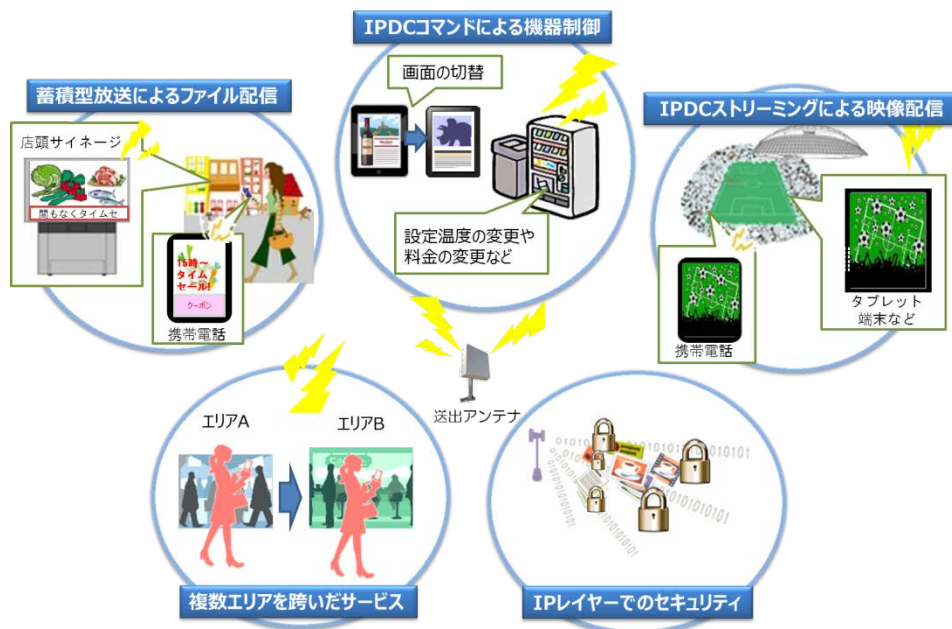 IPDCコマンドによる機器制御
画面の切替
設定温度の変更や
料金の変更など
蓄積型放送によるファイル配信
店頭サイネージ
間もなくタイムセ
15時～
タイム
セール!
クーポン
携帯電話
IPDCストリーミングによる映像配信
携帯電話
タブレット
端末など
送出アンテナ
エリアA
エリアB
複数エリアを跨いだサービス
IPレイヤーでのセキュリティ